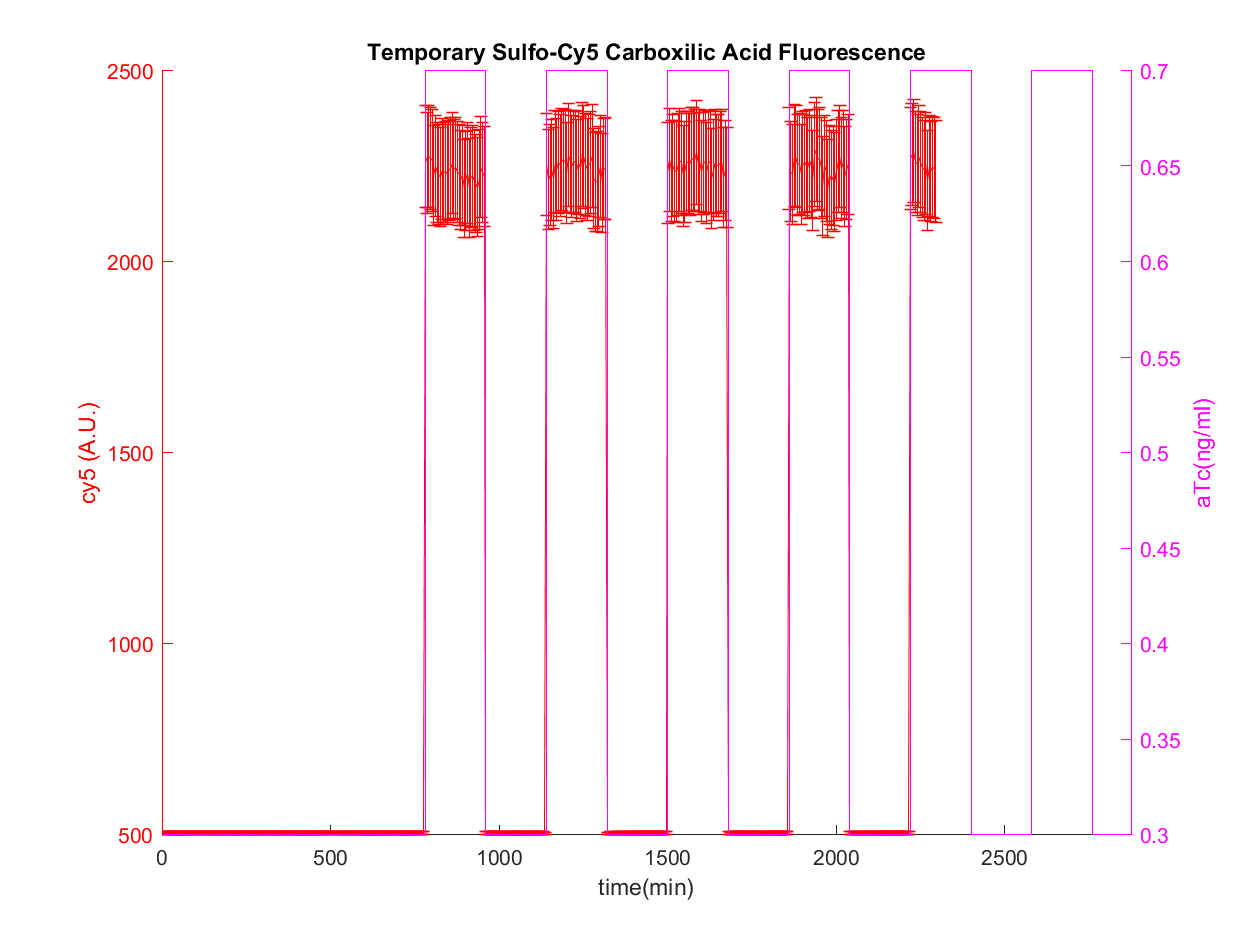 Temporary Sulfo-Cy5 Carboxilic Acid Fluorescence
2500
2000
1500
1000
500
cy5 (A.U.)
0.7
0.65
0.6
0.55
0.5
0.45
0.4
0.35
0.3
aTc(ng/ml)
0 500 1000 1500 2000 2500
time(min)